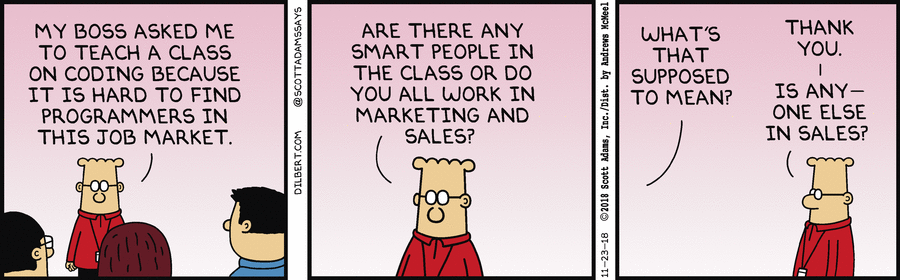 MY BOSS ASKED ME
TO TEACH A CLASS
ON CODING BECAUSE
IT IS HARD TO FIND
PROGRAMMERS IN
THIS JOB MARKET.
DILBERT.COM @SCOTTADAMSSAYS
ARE THERE ANY
SMART PEOPLE IN
THE CLASS OR DO
YOU ALL WORK IN
MARKETING AND
SALES?
11-23-18 ©2018 Scott Adams, Inc./Dist. by Andrews McMeel
WHAT'S
THAT
SUPPOSED
TO MEAN?
THANK
YOU.
IS ANY—
ONE ELSE
IN SALES?